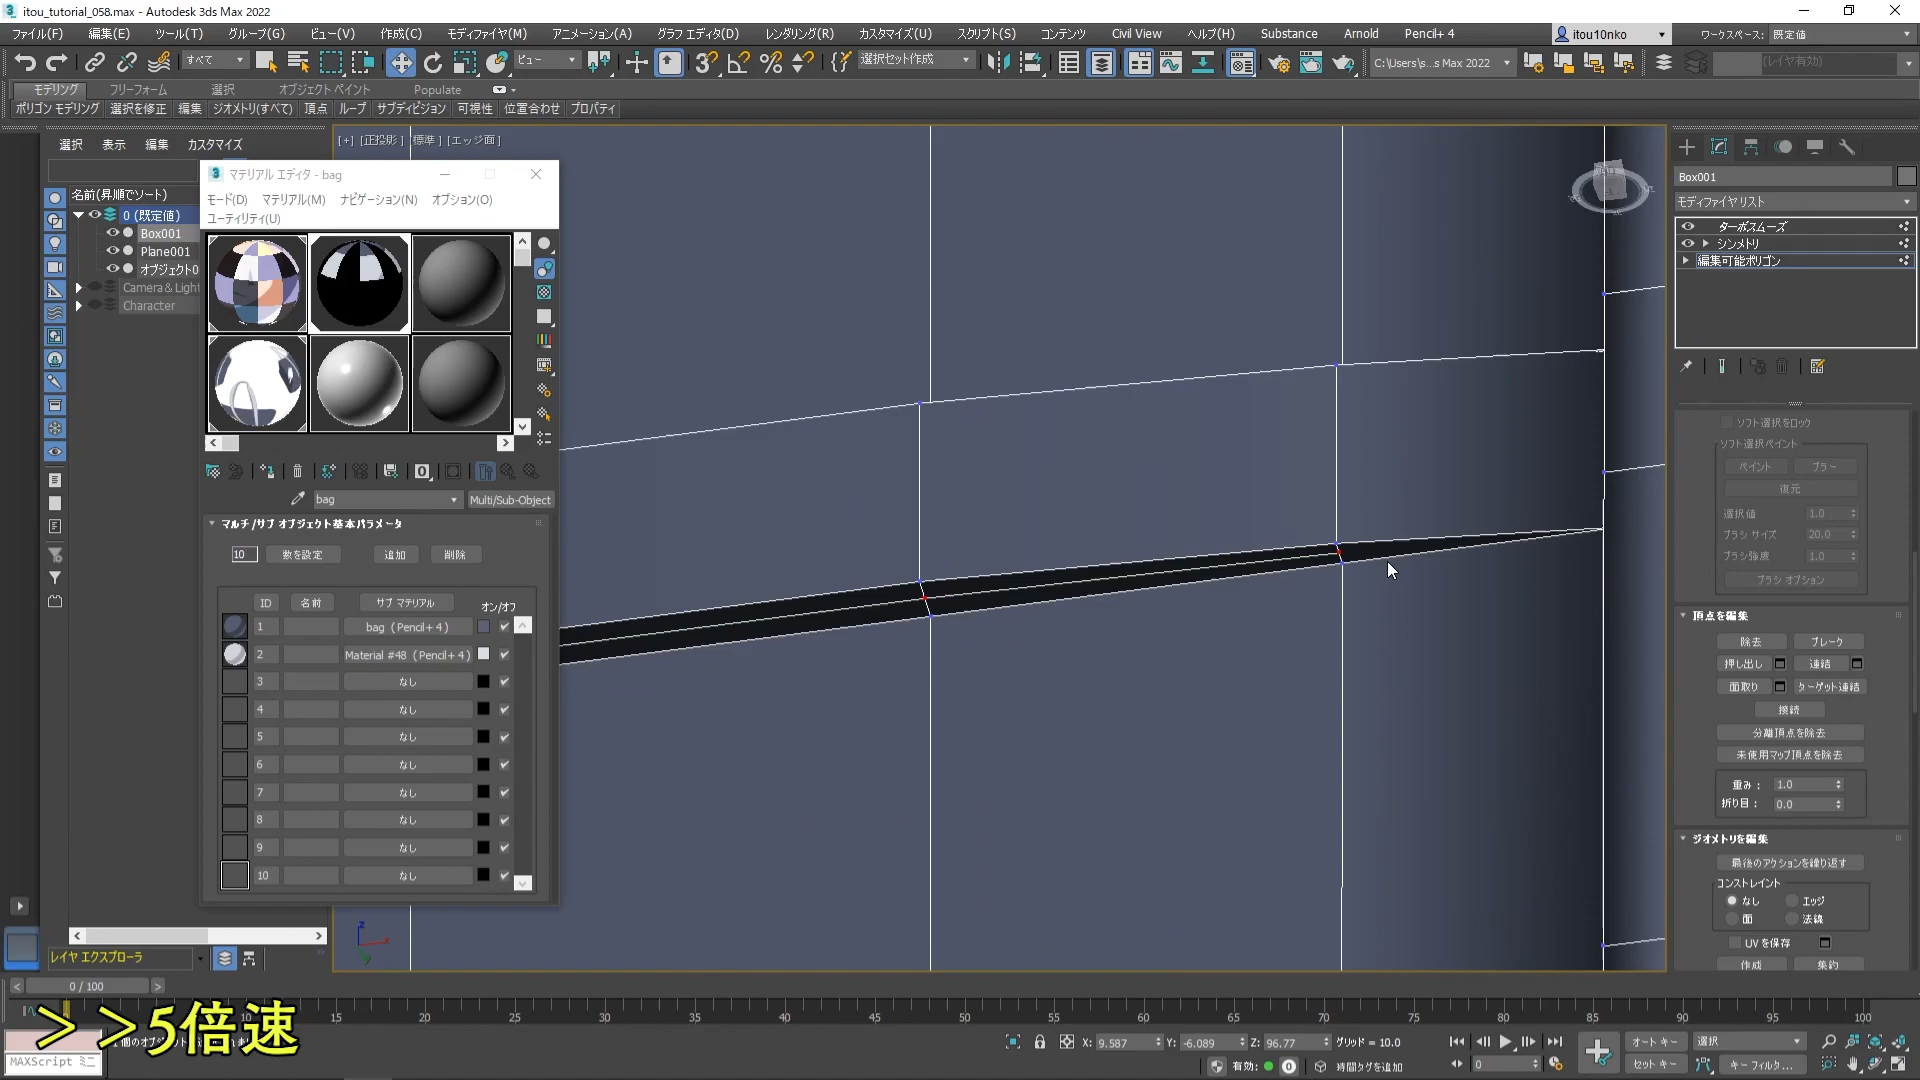 itou_tutorial_058.max - Autodesk 3ds Max 2022
ファイル(F) 編集(E) ツール(T) グループ(G) ビュー(V) 作成(C) モディファイヤ(M) アニメーション(A) グラフ エディタ(D) レンダリング(R) カスタマイズ(U) スクリプト(S) コンテンツ Civil View ヘルプ(H) Substance Arnold Pencil+ 4 itou10nko ワークスペース: 既定値
すべて ビュー 選択セット作成 C:\Users\s...s Max 2022 (レイヤ有効)
モデリング フリーフォーム 選択 オブジェクト ペイント Populate
ポリゴン モデリング 選択を修正 編集 ジオメトリ(すべて) 頂点 ループ サブディビジョン 可視性 位置合わせ プロパティ
選択 表示 編集 カスタマイズ
名前(昇順でソート)
0 (既定値)
Box001
Plane001
オブジェクト0
Camera & Light
Character
レイヤ エクスプローラ
[+] [正投影] [標準] [エッジ面]
マテリアル エディタ - bag
モード(D) マテリアル(M) ナビゲーション(N) オプション(O)
ユーティリティ(U)
bag Multi/Sub-Object
マルチ/サブ オブジェクト基本パラメータ
10 数を設定 追加 削除
ID 名前 サブ マテリアル オン/オフ
1 bag (Pencil+ 4)
2 Material #48 (Pencil+ 4)
3 なし
4 なし
5 なし
6 なし
7 なし
8 なし
9 なし
10 なし
Box001
モディファイヤ リスト
ターボスムーズ
シンメトリ
編集可能ポリゴン
ソフト選択をロック
ソフト選択ペイント
ペイント ブラー
復元
選択値 1.0
ブラシ サイズ 20.0
ブラシ強度 1.0
ブラシ オプション
頂点を編集
除去 ブレーク
押し出し 連結
面取り ターゲット連結
接続
分離頂点を除去
未使用マップ頂点を除去
重み: 1.0
折り目: 0.0
ジオメトリを編集
最後のアクションを繰り返す
コンストレイント
なし エッジ
面 法線
UV を保存
作成 集約
0 / 100
10 15 20 25 30 35 40 45 50 55 60 65 70 75 80 85 90 95 100
＞＞5倍速
MAXScript ミニ
X: 9.587 Y: -6.089 Z: 96.77 グリッド = 10.0
有効: 0 時間タグを追加
0
オート キー 選択
セット キー キー フィルタ...